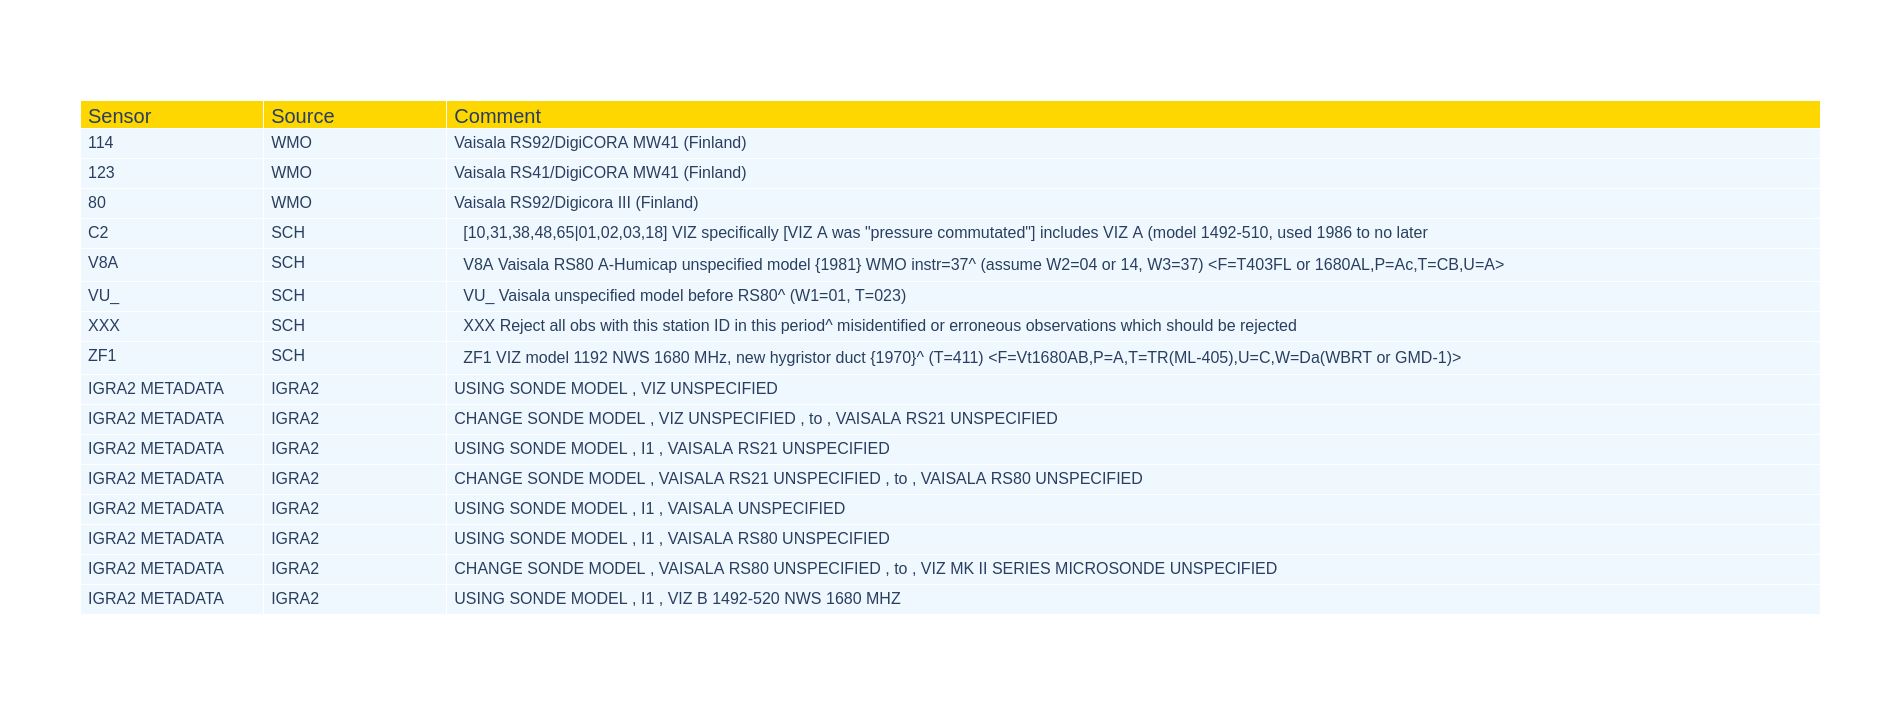 Sensor Source Comment
114 WMO Vaisala RS92/DigiCORA MW41 (Finland)
123 WMO Vaisala RS41/DigiCORA MW41 (Finland)
80 WMO Vaisala RS92/Digicora III (Finland)
C2 SCH [10,31,38,48,65|01,02,03,18] VIZ specifically [VIZ A was "pressure commutated"] includes VIZ A (model 1492-510, used 1986 to no later
V8A SCH V8A Vaisala RS80 A-Humicap unspecified model {1981} WMO instr=37^ (assume W2=04 or 14, W3=37) <F=T403FL or 1680AL,P=Ac,T=CB,U=A>
VU_ SCH VU_ Vaisala unspecified model before RS80^ (W1=01, T=023)
XXX SCH XXX Reject all obs with this station ID in this period^ misidentified or erroneous observations which should be rejected
ZF1 SCH ZF1 VIZ model 1192 NWS 1680 MHz, new hygristor duct {1970}^ (T=411) <F=Vt1680AB,P=A,T=TR(ML-405),U=C,W=Da(WBRT or GMD-1)>
IGRA2 METADATA IGRA2 USING SONDE MODEL , VIZ UNSPECIFIED
IGRA2 METADATA IGRA2 CHANGE SONDE MODEL , VIZ UNSPECIFIED , to , VAISALA RS21 UNSPECIFIED
IGRA2 METADATA IGRA2 USING SONDE MODEL , I1 , VAISALA RS21 UNSPECIFIED
IGRA2 METADATA IGRA2 CHANGE SONDE MODEL , VAISALA RS21 UNSPECIFIED , to , VAISALA RS80 UNSPECIFIED
IGRA2 METADATA IGRA2 USING SONDE MODEL , I1 , VAISALA UNSPECIFIED
IGRA2 METADATA IGRA2 USING SONDE MODEL , I1 , VAISALA RS80 UNSPECIFIED
IGRA2 METADATA IGRA2 CHANGE SONDE MODEL , VAISALA RS80 UNSPECIFIED , to , VIZ MK II SERIES MICROSONDE UNSPECIFIED
IGRA2 METADATA IGRA2 USING SONDE MODEL , I1 , VIZ B 1492-520 NWS 1680 MHZ